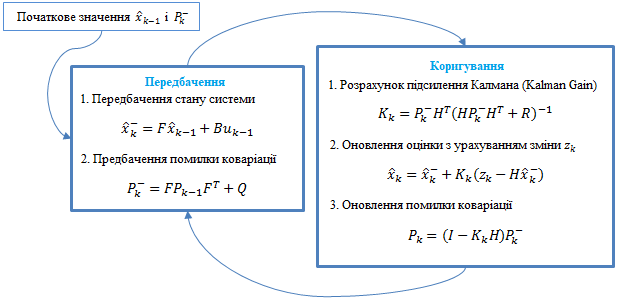 Початкове значення x̂ₖ₋₁ і Pₖ⁻
Передбачення
1. Передбачення стану системи
x̂ₖ⁻ = Fx̂ₖ₋₁ + Buₖ₋₁
2. Предбачення помилки коваріації
Pₖ⁻ = FPₖ₋₁Fᵀ + Q
Коригування
1. Розрахунок підсилення Калмана (Kalman Gain)
Kₖ = Pₖ⁻Hᵀ(HPₖ⁻Hᵀ + R)⁻¹
2. Оновлення оцінки з урахуванням зміни zₖ
x̂ₖ = x̂ₖ⁻ + Kₖ(zₖ − Hx̂ₖ⁻)
3. Оновлення помилки коваріації
Pₖ = (I − KₖH)Pₖ⁻